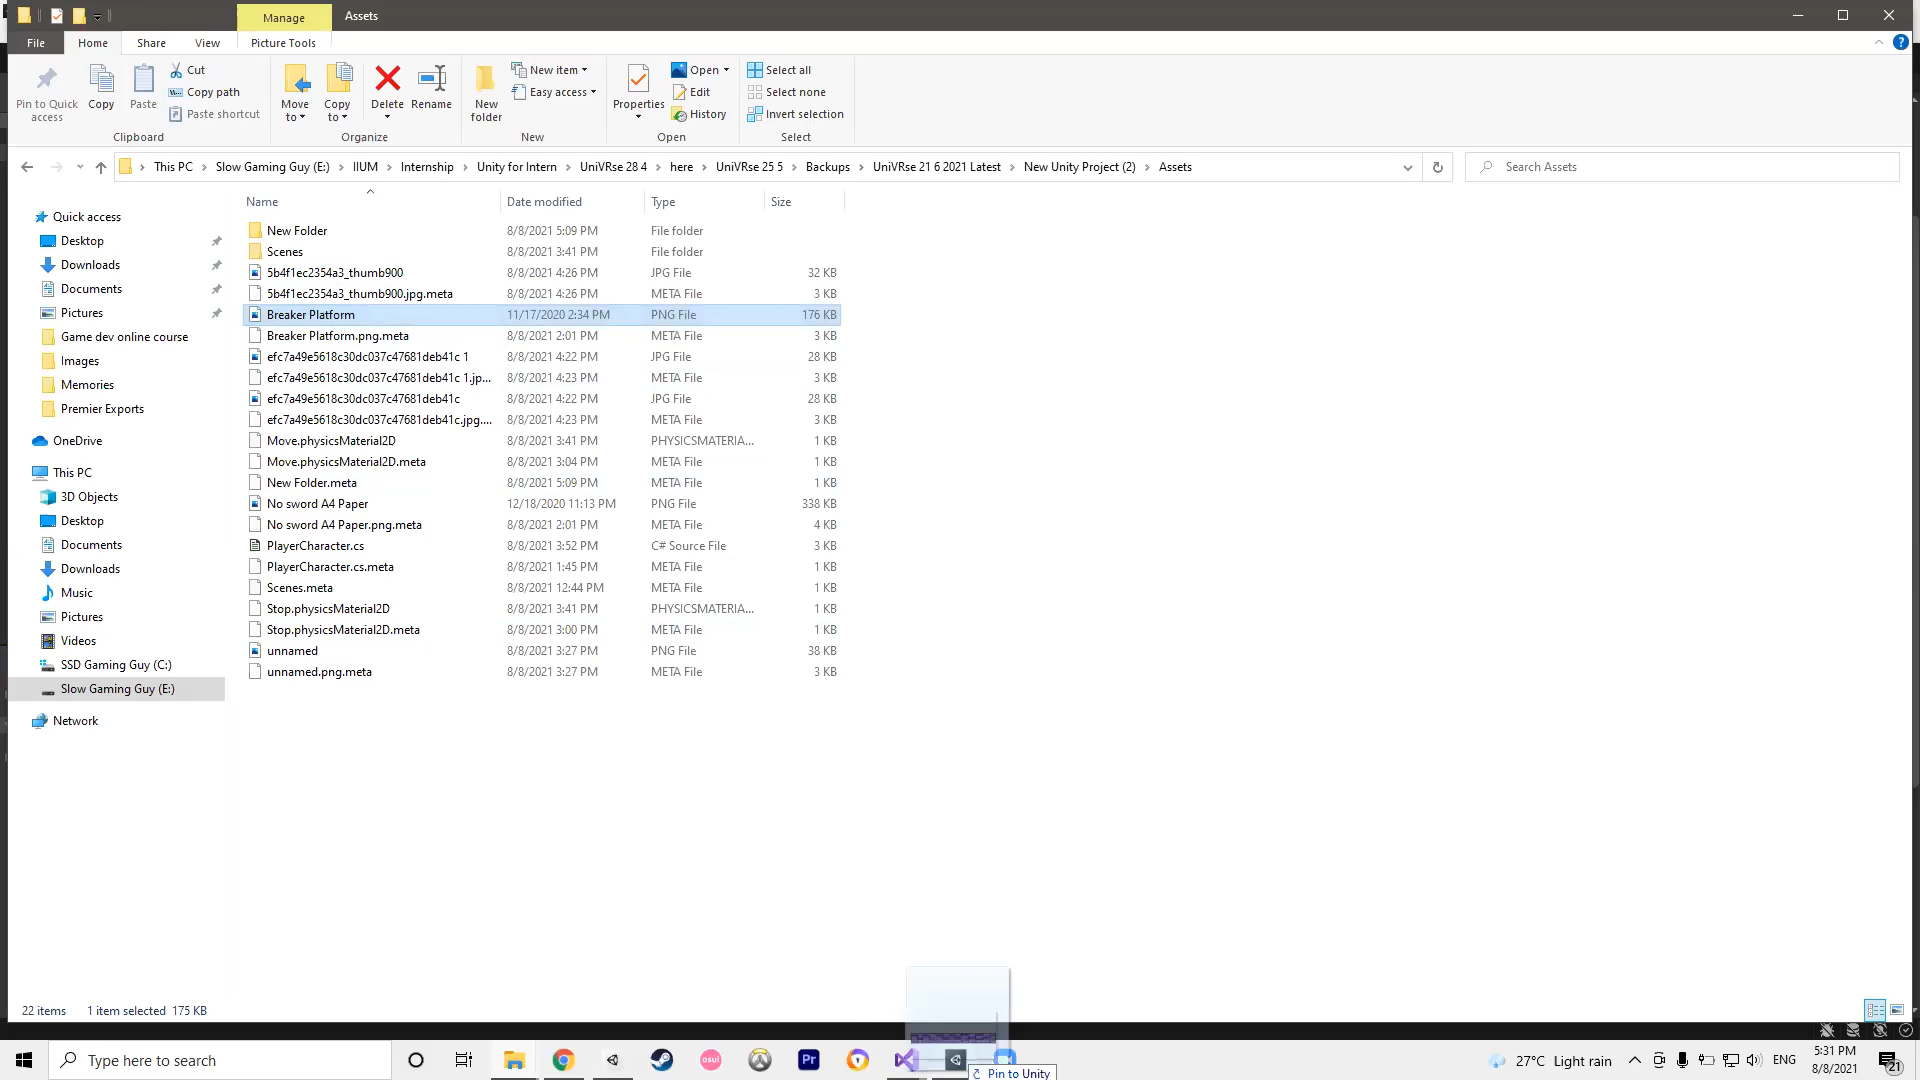 Manage Assets
File Home Share View Picture Tools
Pin to Quick access
Copy
Paste
Cut
Copy path
Paste shortcut
Clipboard
Move to
Copy to
Delete
Rename
Organize
New folder
New item
Easy access
New
Properties
Open
Edit
History
Open
Select all
Select none
Invert selection
Select
This PC Slow Gaming Guy (E:) IIUM Internship Unity for Intern UniVRse 28 4 here UniVRse 25 5 Backups UniVRse 21 6 2021 Latest New Unity Project (2) Assets
Search Assets
Quick access
Desktop
Downloads
Documents
Pictures
Game dev online course
Images
Memories
Premier Exports
OneDrive
This PC
3D Objects
Desktop
Documents
Downloads
Music
Pictures
Videos
SSD Gaming Guy (C:)
Slow Gaming Guy (E:)
Network
Name Date modified Type Size
New Folder 8/8/2021 5:09 PM File folder
Scenes 8/8/2021 3:41 PM File folder
5b4f1ec2354a3_thumb900 8/8/2021 4:26 PM JPG File 32 KB
5b4f1ec2354a3_thumb900.jpg.meta 8/8/2021 4:26 PM META File 3 KB
Breaker Platform 11/17/2020 2:34 PM PNG File 176 KB
Breaker Platform.png.meta 8/8/2021 2:01 PM META File 3 KB
efc7a49e5618c30dc037c47681deb41c 1 8/8/2021 4:22 PM JPG File 28 KB
efc7a49e5618c30dc037c47681deb41c 1.jp... 8/8/2021 4:23 PM META File 3 KB
efc7a49e5618c30dc037c47681deb41c 8/8/2021 4:22 PM JPG File 28 KB
efc7a49e5618c30dc037c47681deb41c.jpg.... 8/8/2021 4:23 PM META File 3 KB
Move.physicsMaterial2D 8/8/2021 3:41 PM PHYSICSMATERIA... 1 KB
Move.physicsMaterial2D.meta 8/8/2021 3:04 PM META File 1 KB
New Folder.meta 8/8/2021 5:09 PM META File 1 KB
No sword A4 Paper 12/18/2020 11:13 PM PNG File 338 KB
No sword A4 Paper.png.meta 8/8/2021 2:01 PM META File 4 KB
PlayerCharacter.cs 8/8/2021 3:52 PM C# Source File 3 KB
PlayerCharacter.cs.meta 8/8/2021 1:45 PM META File 1 KB
Scenes.meta 8/8/2021 12:44 PM META File 1 KB
Stop.physicsMaterial2D 8/8/2021 3:41 PM PHYSICSMATERIA... 1 KB
Stop.physicsMaterial2D.meta 8/8/2021 3:00 PM META File 1 KB
unnamed 8/8/2021 3:27 PM PNG File 38 KB
unnamed.png.meta 8/8/2021 3:27 PM META File 3 KB
22 items 1 item selected 175 KB
Type here to search
osu!
Pr
Pin to Unity
27°C Light rain
ENG
5:31 PM
8/8/2021
21